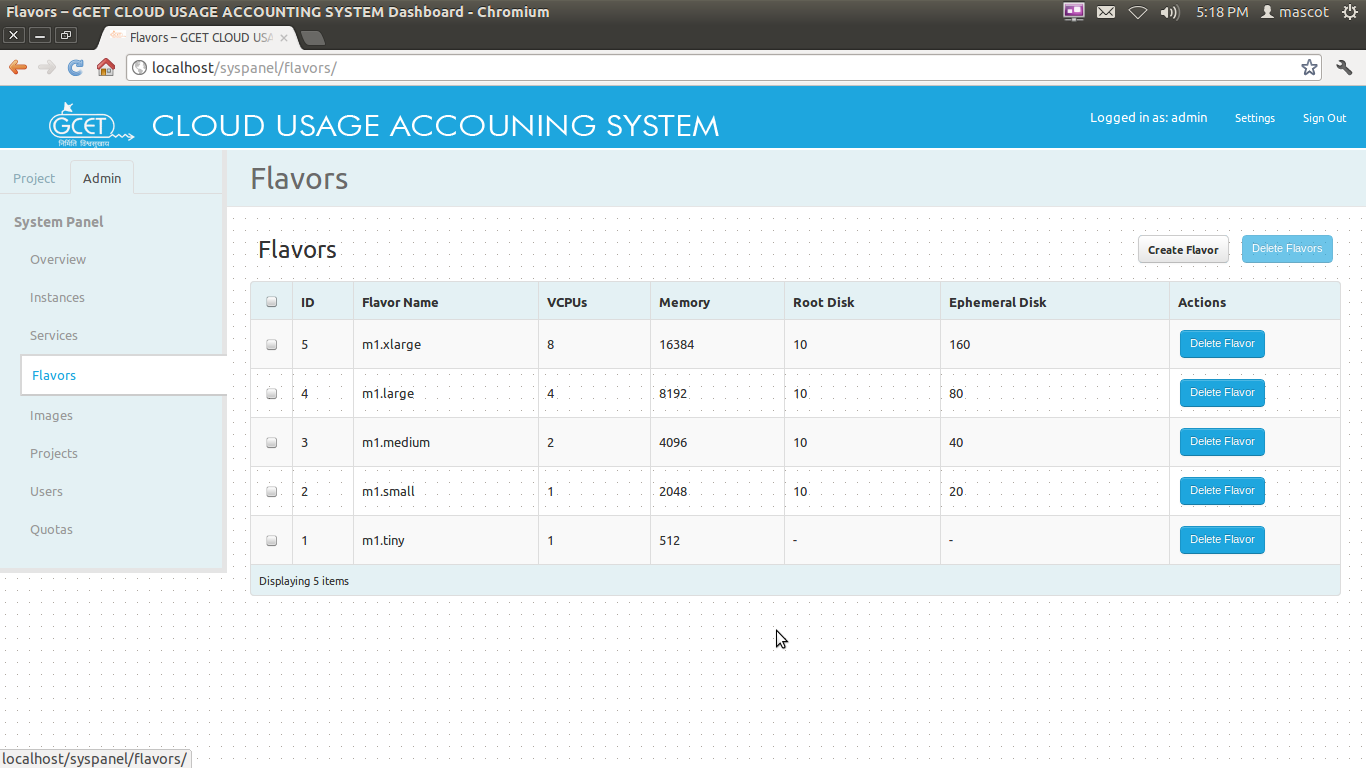 Flavors – GCET CLOUD USAGE ACCOUNTING SYSTEM Dashboard - Chromium
5:18 PM mascot
Flavors – GCET CLOUD USA
localhost/syspanel/flavors/
GCET
निर्मिति विश्वसुखाय
CLOUD USAGE ACCOUNING SYSTEM
Logged in as: admin Settings Sign Out
Project Admin
Flavors
System Panel
Overview
Instances
Services
Flavors
Images
Projects
Users
Quotas
Flavors
Create Flavor Delete Flavors
ID Flavor Name VCPUs Memory Root Disk Ephemeral Disk Actions
5 m1.xlarge 8 16384 10 160 Delete Flavor
4 m1.large 4 8192 10 80 Delete Flavor
3 m1.medium 2 4096 10 40 Delete Flavor
2 m1.small 1 2048 10 20 Delete Flavor
1 m1.tiny 1 512 - - Delete Flavor
Displaying 5 items
localhost/syspanel/flavors/